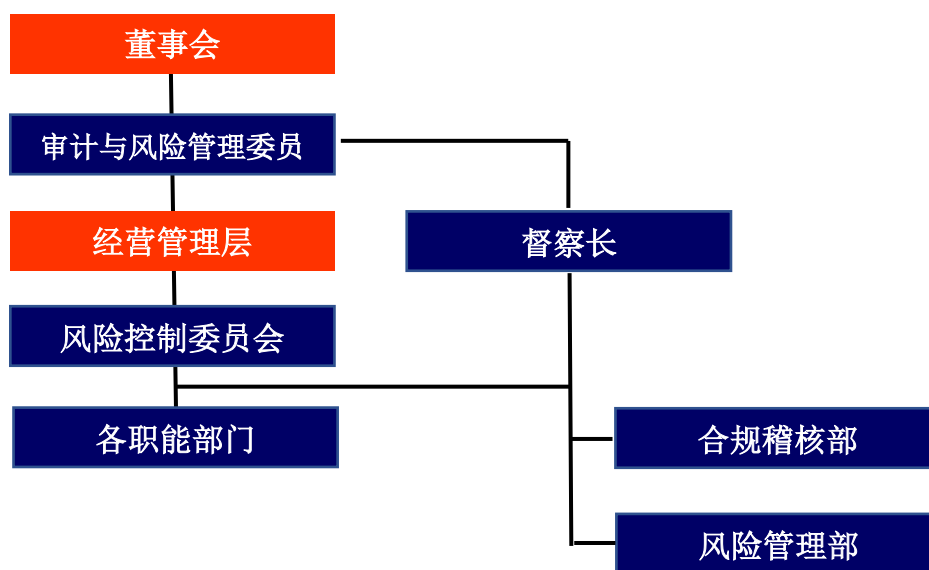 董事会
审计与风险管理委员
经营管理层
督察长
风险控制委员会
各职能部门
合规稽核部
风险管理部